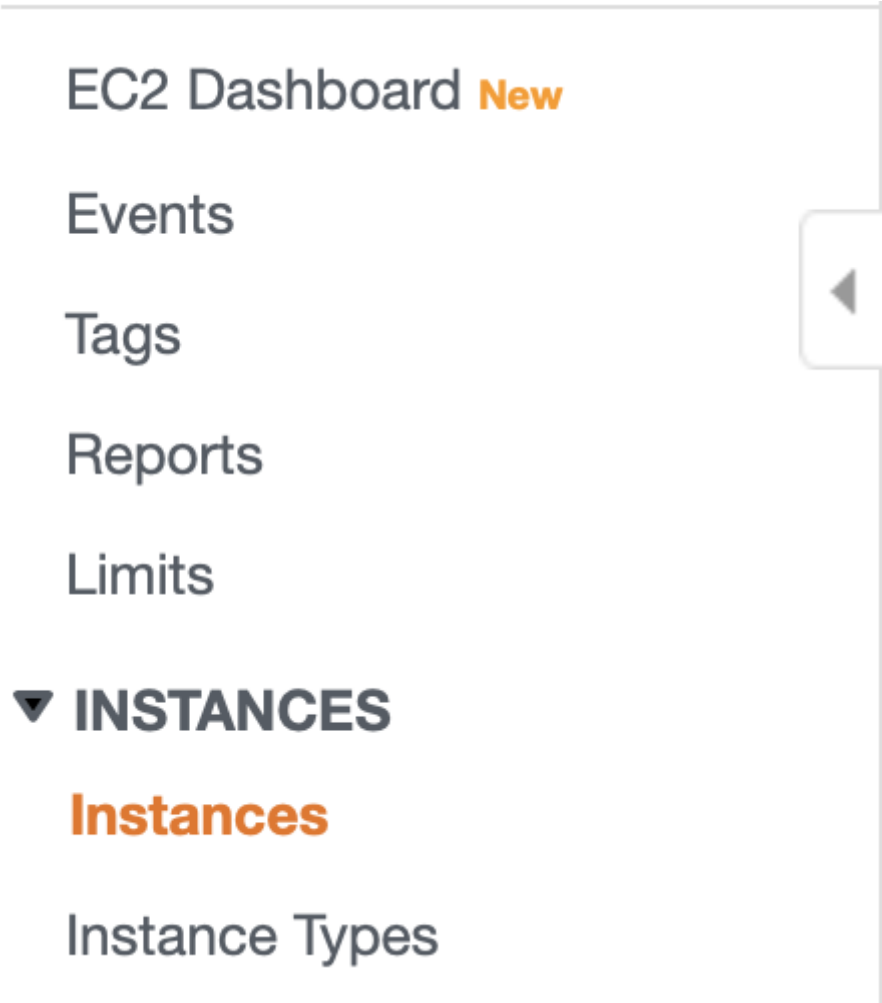 EC2 Dashboard New
Events
Tags
Reports
Limits
INSTANCES
Instances
Instance Types